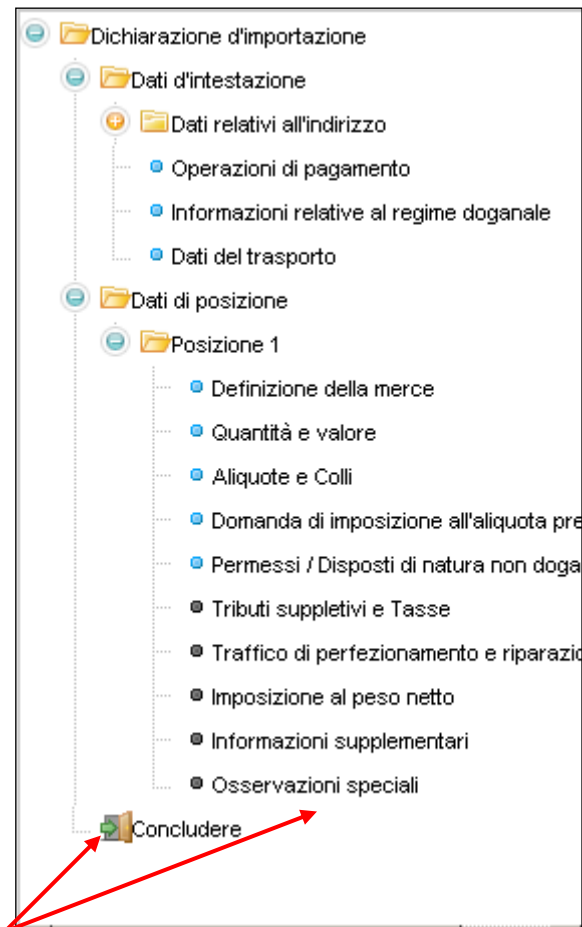 Dichiarazione d'importazione
Dati d'intestazione
Dati relativi all'indirizzo
Operazioni di pagamento
Informazioni relative al regime doganale
Dati del trasporto
Dati di posizione
Posizione 1
Definizione della merce
Quantità e valore
Aliquote e Colli
Domanda di imposizione all'aliquota pre
Permessi / Disposti di natura non doga
Tributi suppletivi e Tasse
Traffico di perfezionamento e riparazio
Imposizione al peso netto
Informazioni supplementari
Osservazioni speciali
Concludere